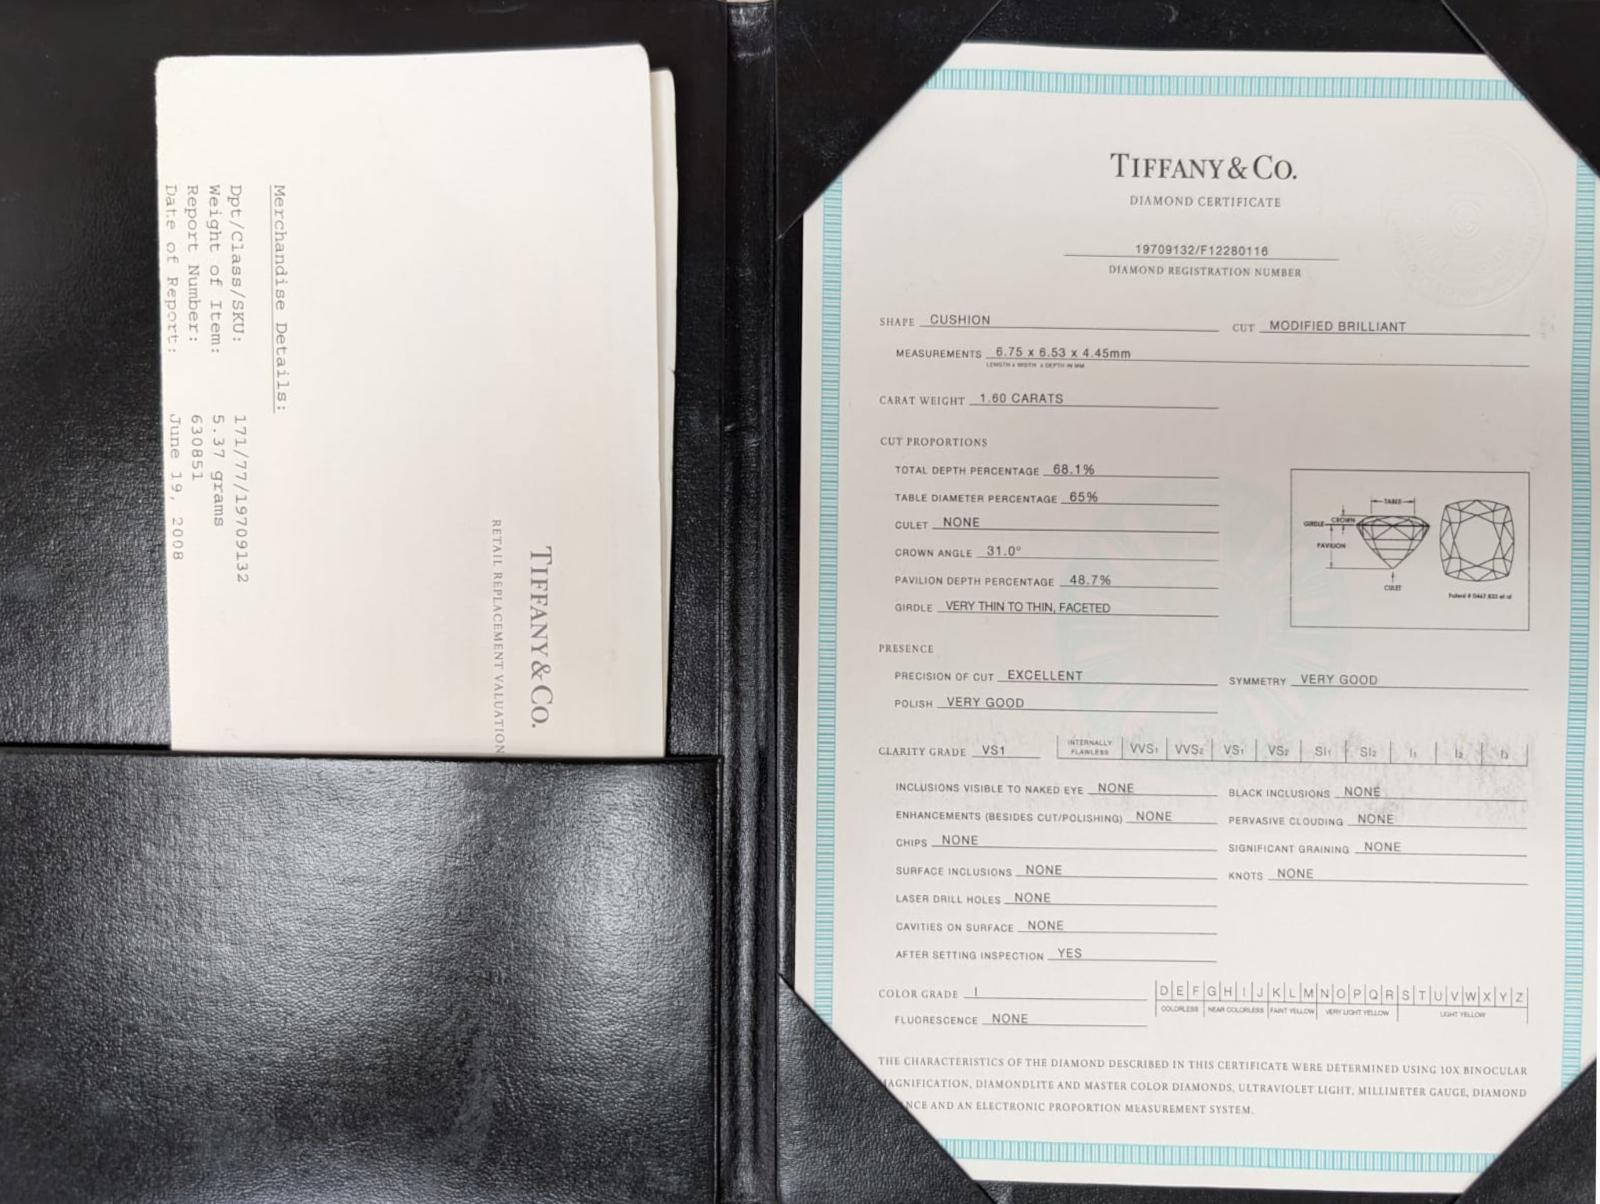 TIFFANY & CO.
RETAIL REPLACEMENT VALUATION
Merchandise Details:
Dpt/Class/SKU: 171/77/19709132
Weight of Item: 5.37 grams
Report Number: 630851
Date of Report: June 19, 2008
TIFFANY & CO.
DIAMOND CERTIFICATE
19709132/F12280116
DIAMOND REGISTRATION NUMBER
SHAPE CUSHION CUT MODIFIED BRILLIANT
MEASUREMENTS 6.75 x 6.53 x 4.45mm
LENGTH x WIDTH x DEPTH IN MM
CARAT WEIGHT 1.60 CARATS
CUT PROPORTIONS
TOTAL DEPTH PERCENTAGE 68.1%
TABLE DIAMETER PERCENTAGE 65%
CULET NONE
CROWN ANGLE 31.0°
PAVILION DEPTH PERCENTAGE 48.7%
GIRDLE VERY THIN TO THIN, FACETED
TABLE
CROWN
GIRDLE
PAVILION
CULET
PRESENCE
PRECISION OF CUT EXCELLENT SYMMETRY VERY GOOD
POLISH VERY GOOD
CLARITY GRADE VS1 INTERNALLY FLAWLESS VVS1 VVS2 VS1 VS2 SI1 SI2 I1 I2 I3
INCLUSIONS VISIBLE TO NAKED EYE NONE BLACK INCLUSIONS NONE
ENHANCEMENTS (BESIDES CUT/POLISHING) NONE PERVASIVE CLOUDING NONE
CHIPS NONE SIGNIFICANT GRAINING NONE
SURFACE INCLUSIONS NONE KNOTS NONE
LASER DRILL HOLES NONE
CAVITIES ON SURFACE NONE
AFTER SETTING INSPECTION YES
COLOR GRADE I D E F G H I J K L M N O P Q R S T U V W X Y Z
COLORLESS NEAR COLORLESS FAINT YELLOW VERY LIGHT YELLOW LIGHT YELLOW
FLUORESCENCE NONE
THE CHARACTERISTICS OF THE DIAMOND DESCRIBED IN THIS CERTIFICATE WERE DETERMINED USING 10X BINOCULAR
AGNIFICATION, DIAMONDLITE AND MASTER COLOR DIAMONDS, ULTRAVIOLET LIGHT, MILLIMETER GAUGE, DIAMOND
NCE AND AN ELECTRONIC PROPORTION MEASUREMENT SYSTEM.